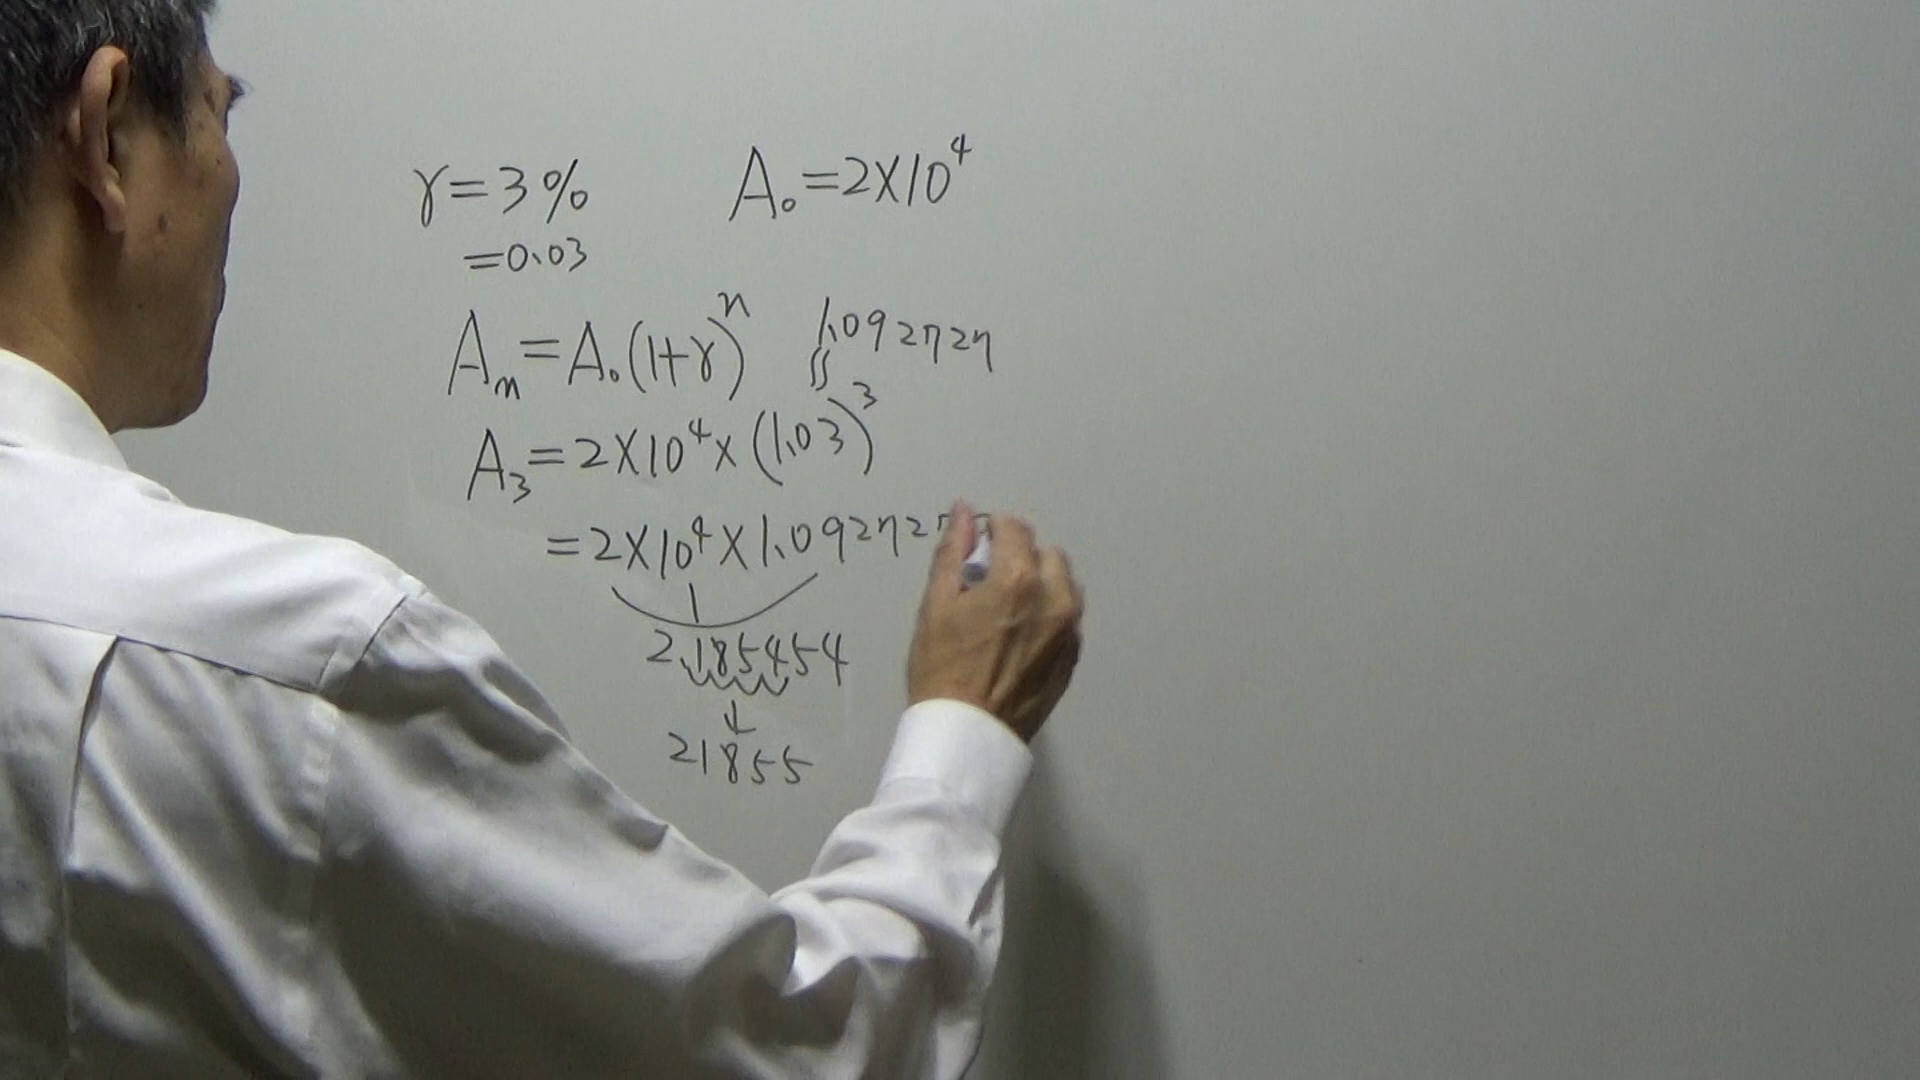 r=3% A₀=2×10⁴
=0.03
Aₙ=A₀(1+r)ⁿ 1.092727
A₃=2×10⁴×(1.03)³
=2×10⁴×1.09272
2.185454
↓
21855